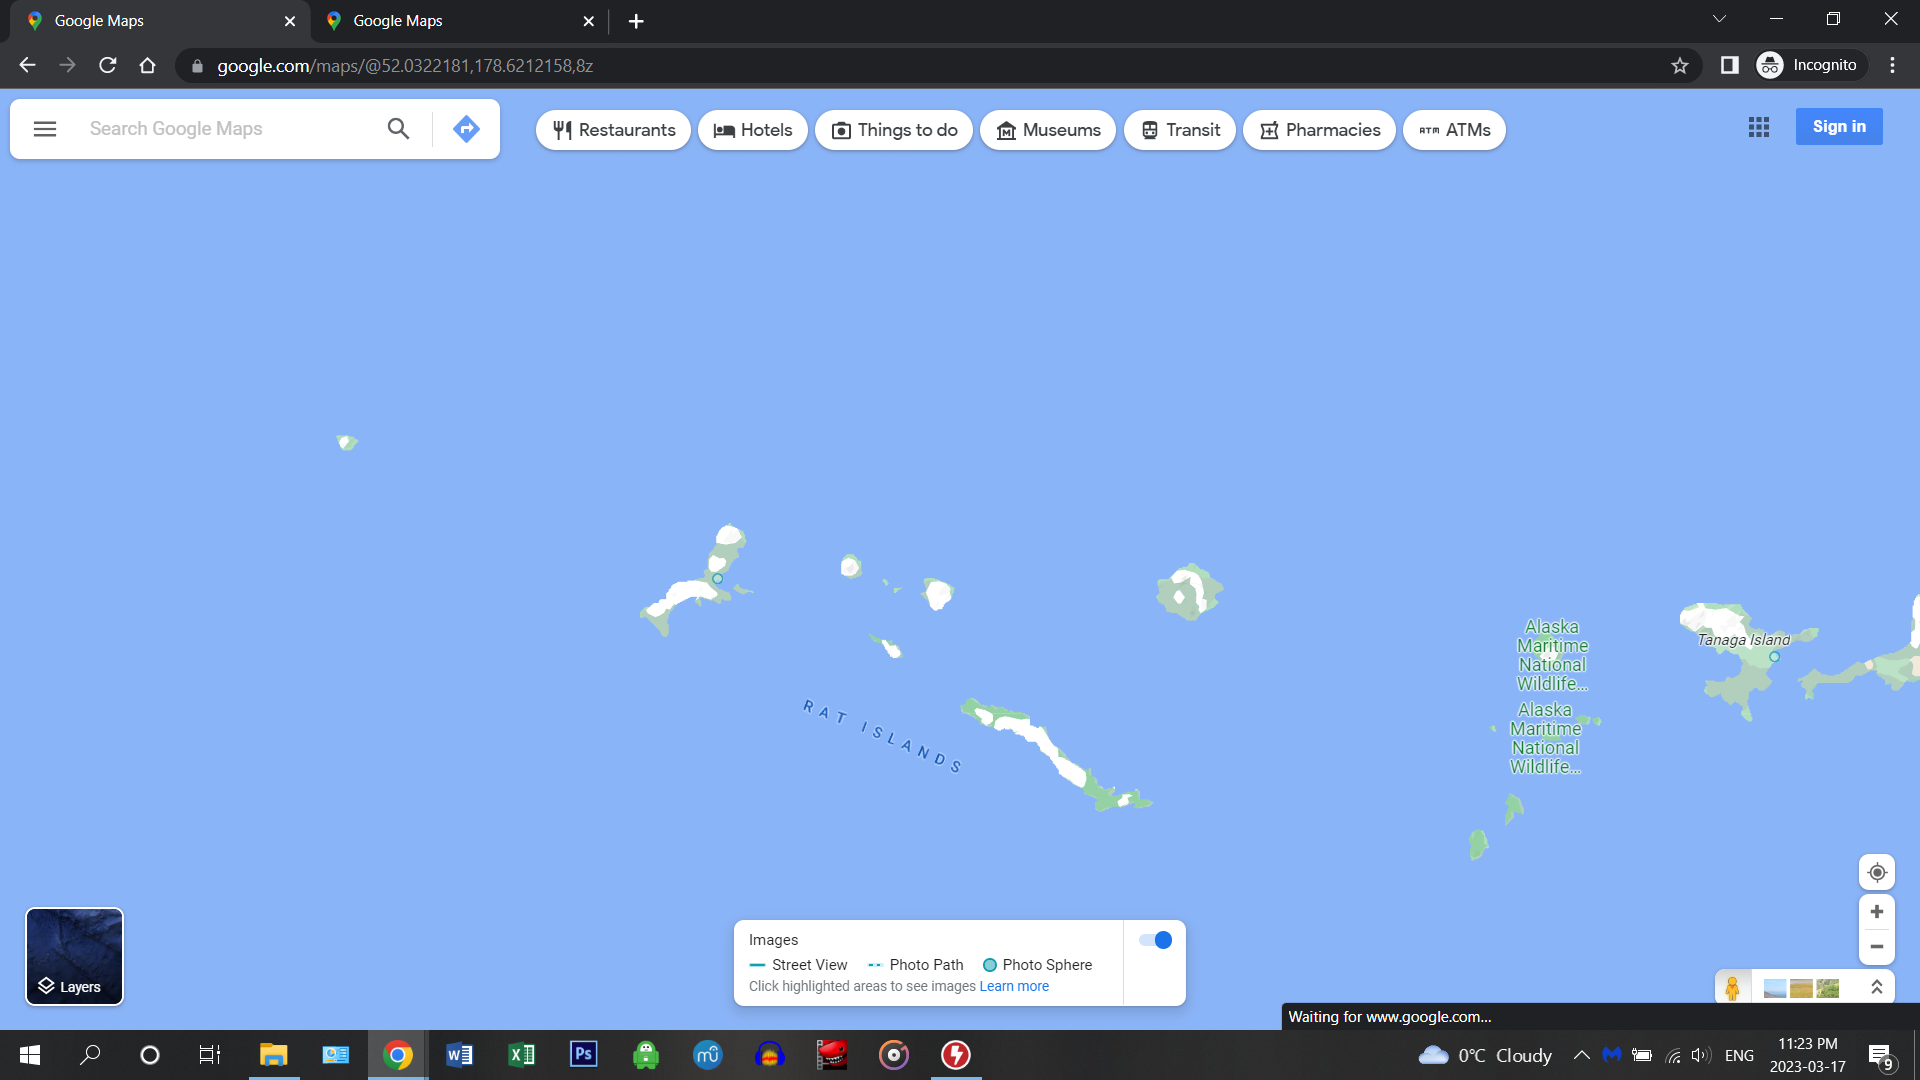 Google Maps
Google Maps
google.com/maps/@52.0322181,178.6212158,8z
Incognito
Search Google Maps
Restaurants
Hotels
Things to do
Museums
Transit
Pharmacies
ATM ATMs
Sign in
Alaska
Maritime
National
Wildlife...
Tanaga Island
RAT ISLANDS
Alaska
Maritime
National
Wildlife...
Layers
Images
Street View
Photo Path
Photo Sphere
Click highlighted areas to see images Learn more
Waiting for www.google.com...
W
X
Ps
mu
0°C Cloudy
ENG
11:23 PM
2023-03-17
9